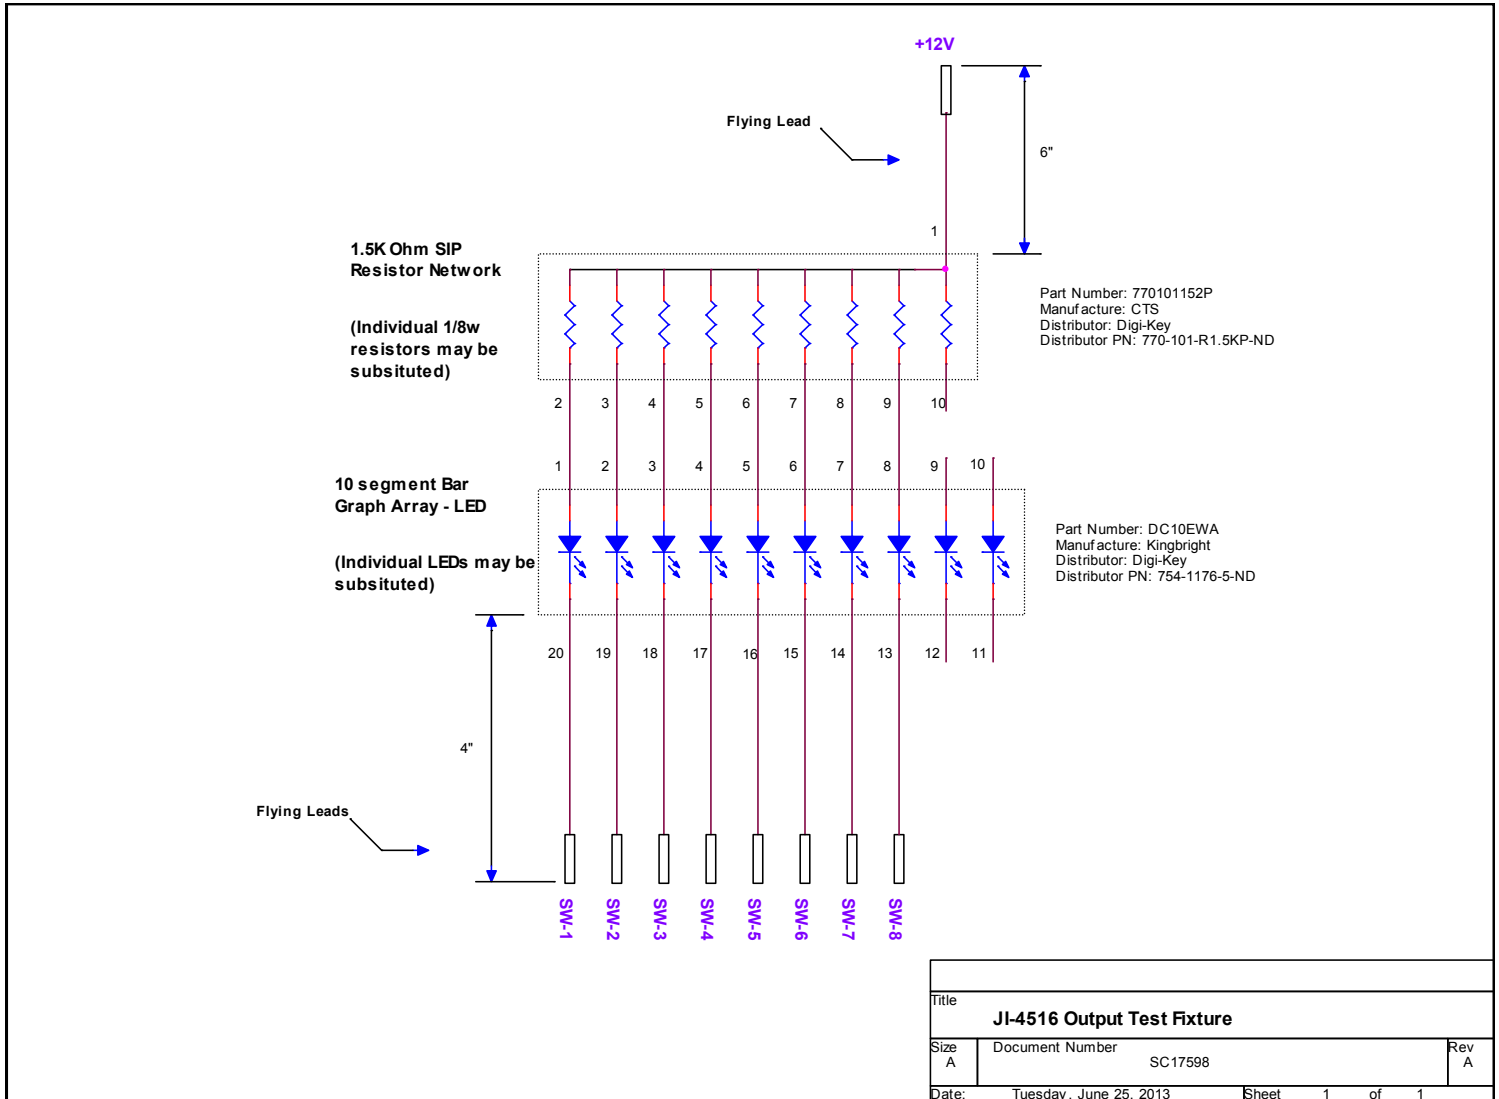 +12V
Flying Lead
6"
1
1.5K Ohm SIP
Resistor Network
(Individual 1/8w
resistors may be
subsituted)
Part Number: 770101152P
Manufacture: CTS
Distributor: Digi-Key
Distributor PN: 770-101-R1.5KP-ND
2 3 4 5 6 7 8 9 10
1 2 3 4 5 6 7 8 9 10
10 segment Bar
Graph Array - LED
(Individual LEDs may be
subsituted)
Part Number: DC10EWA
Manufacture: Kingbright
Distributor: Digi-Key
Distributor PN: 754-1176-5-ND
20 19 18 17 16 15 14 13 12 11
4"
Flying Leads
SW-1 SW-2 SW-3 SW-4 SW-5 SW-6 SW-7 SW-8
Title
JI-4516 Output Test Fixture
Size Document Number Rev
A SC17598 A
Date: Tuesday, June 25, 2013 Sheet 1 of 1